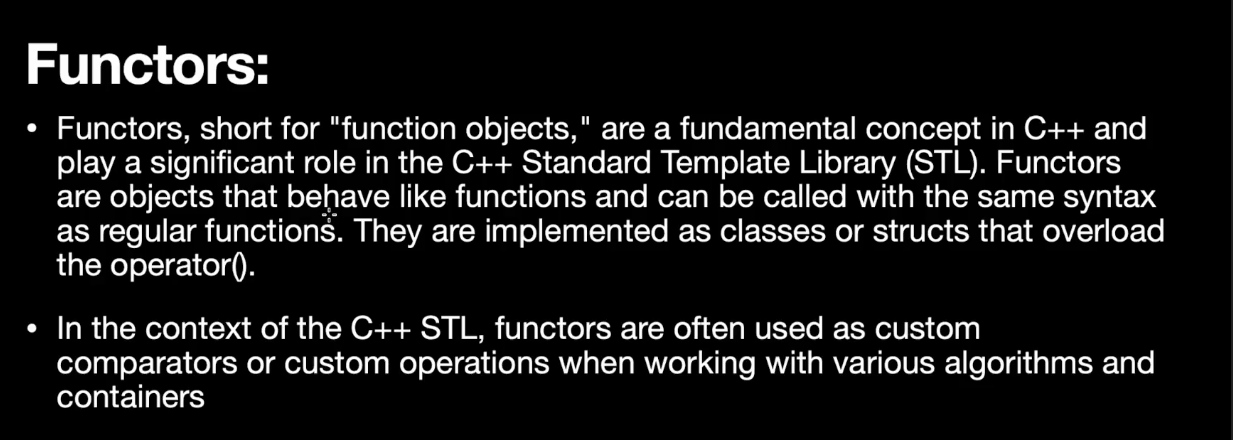 Functors:
• Functors, short for "function objects," are a fundamental concept in C++ and
play a significant role in the C++ Standard Template Library (STL). Functors
are objects that behave like functions and can be called with the same syntax
as regular functions. They are implemented as classes or structs that overload
the operator().
• In the context of the C++ STL, functors are often used as custom
comparators or custom operations when working with various algorithms and
containers